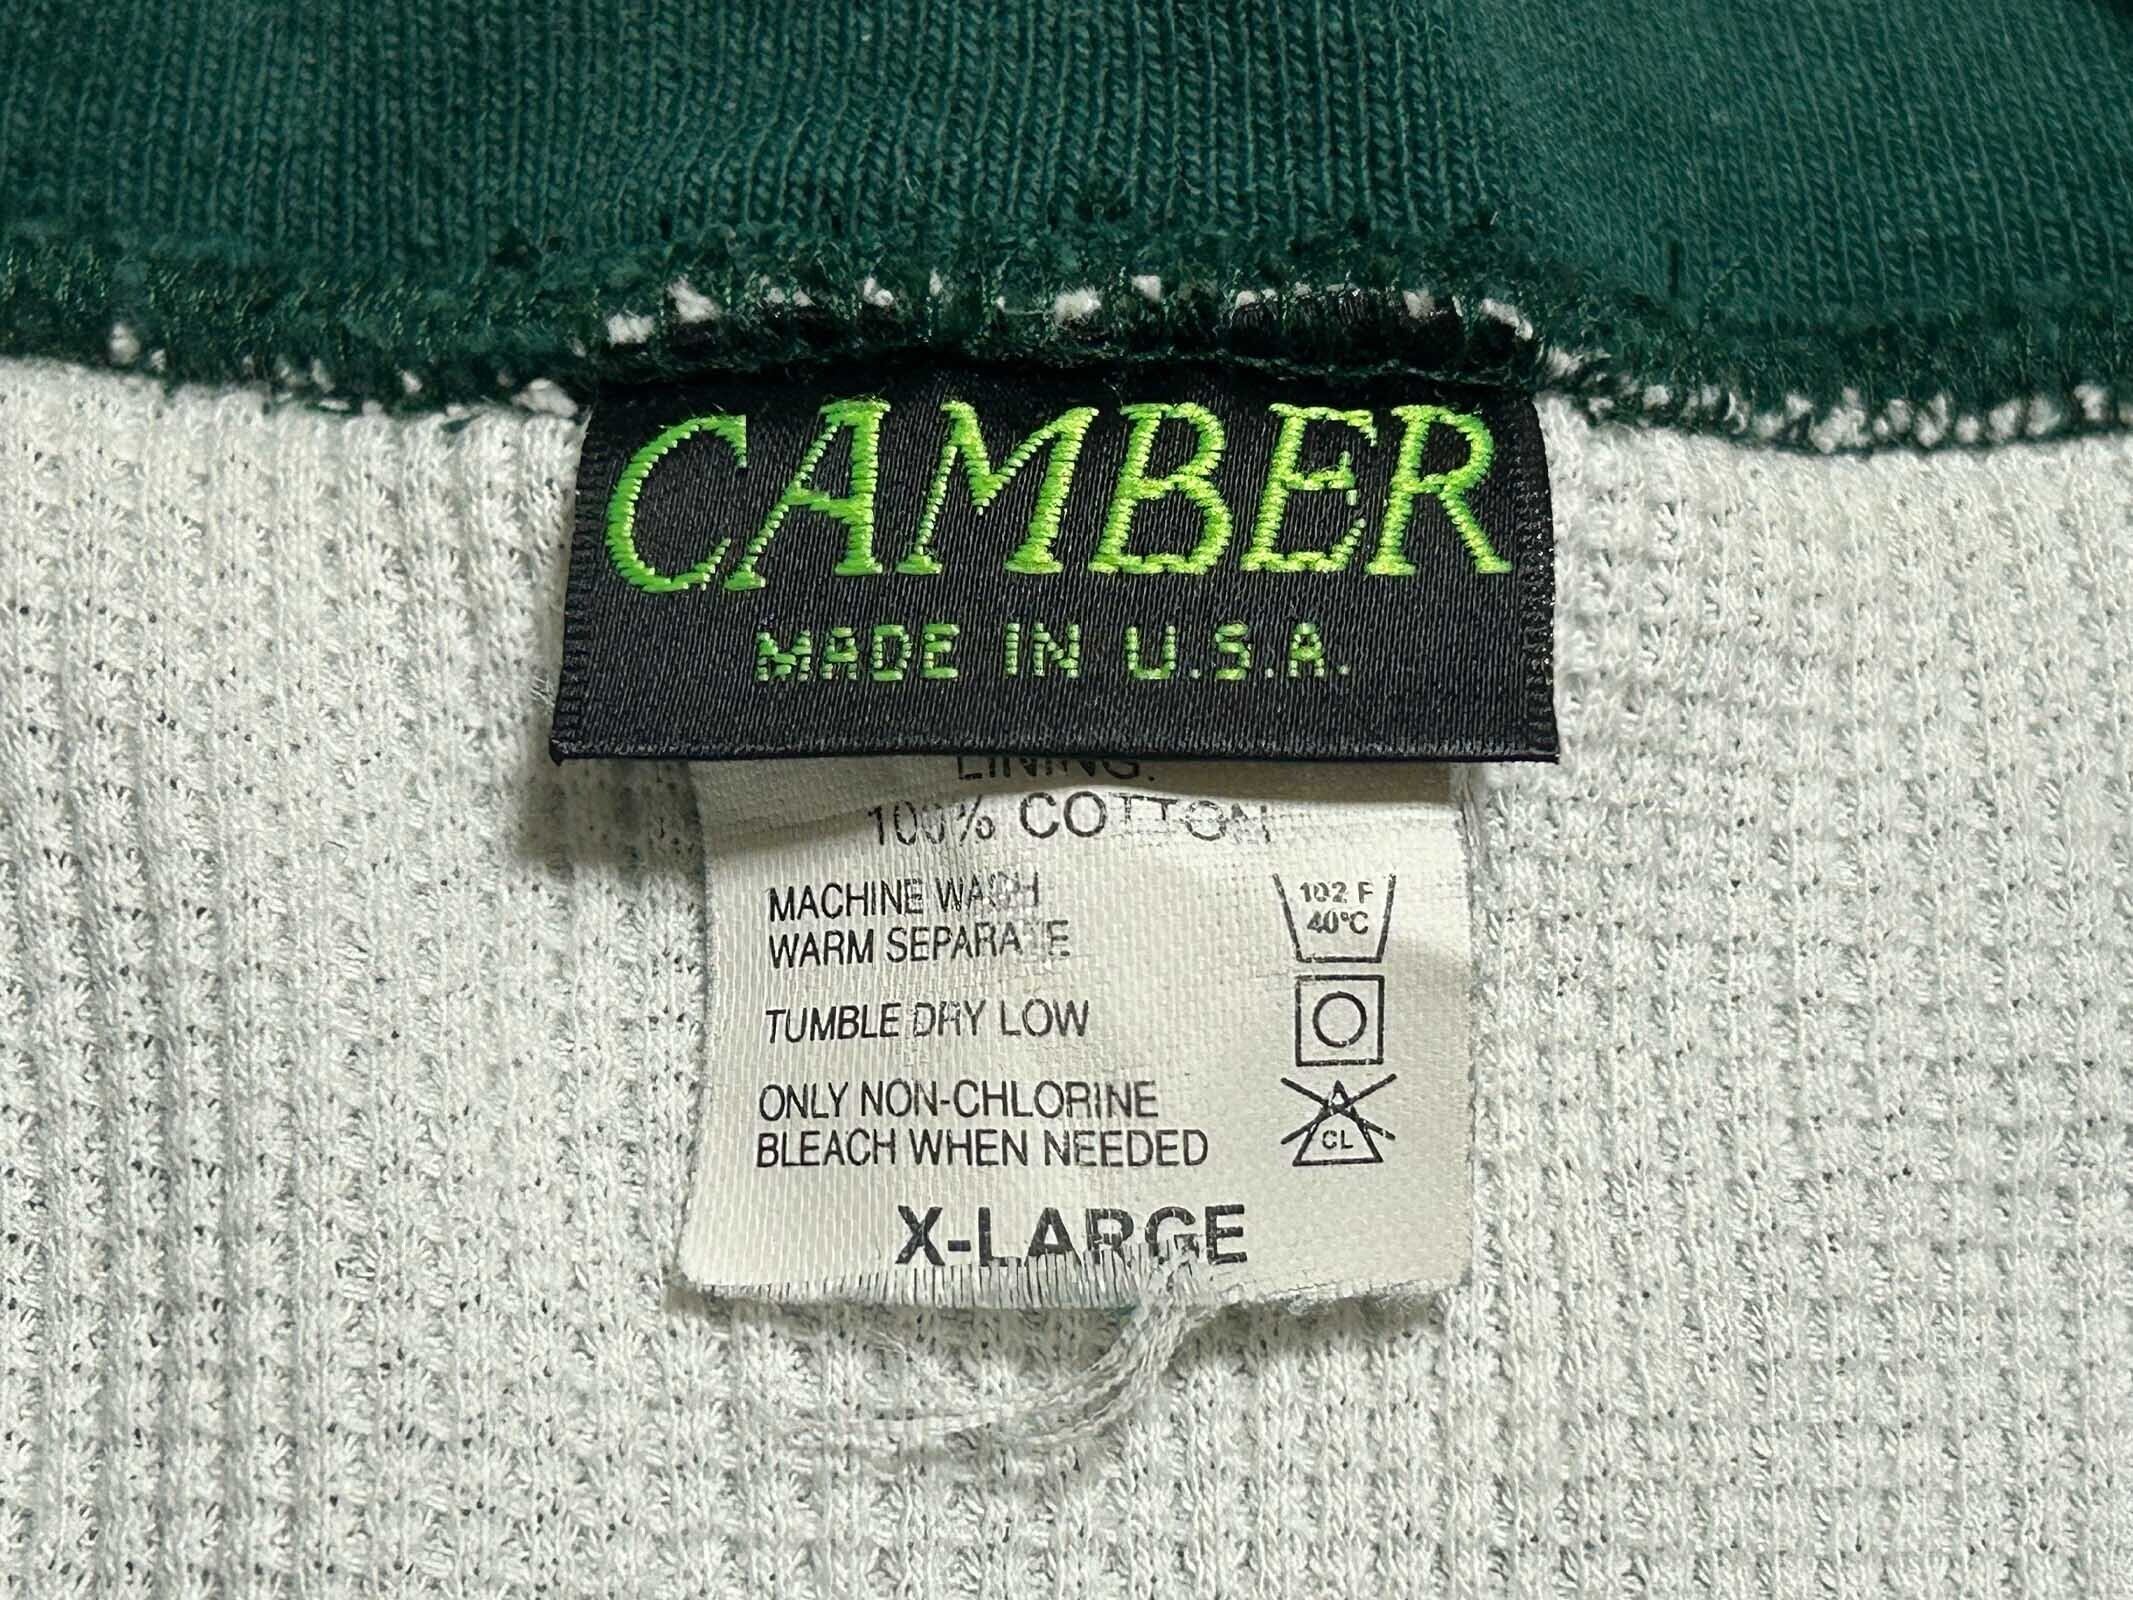 CAMBER
MADE IN U.S.A.
LINING:
100% COTTON
MACHINE WASH
WARM SEPARATE
102 F
40°C
TUMBLE DRY LOW
ONLY NON-CHLORINE
BLEACH WHEN NEEDED
CL
X-LARGE